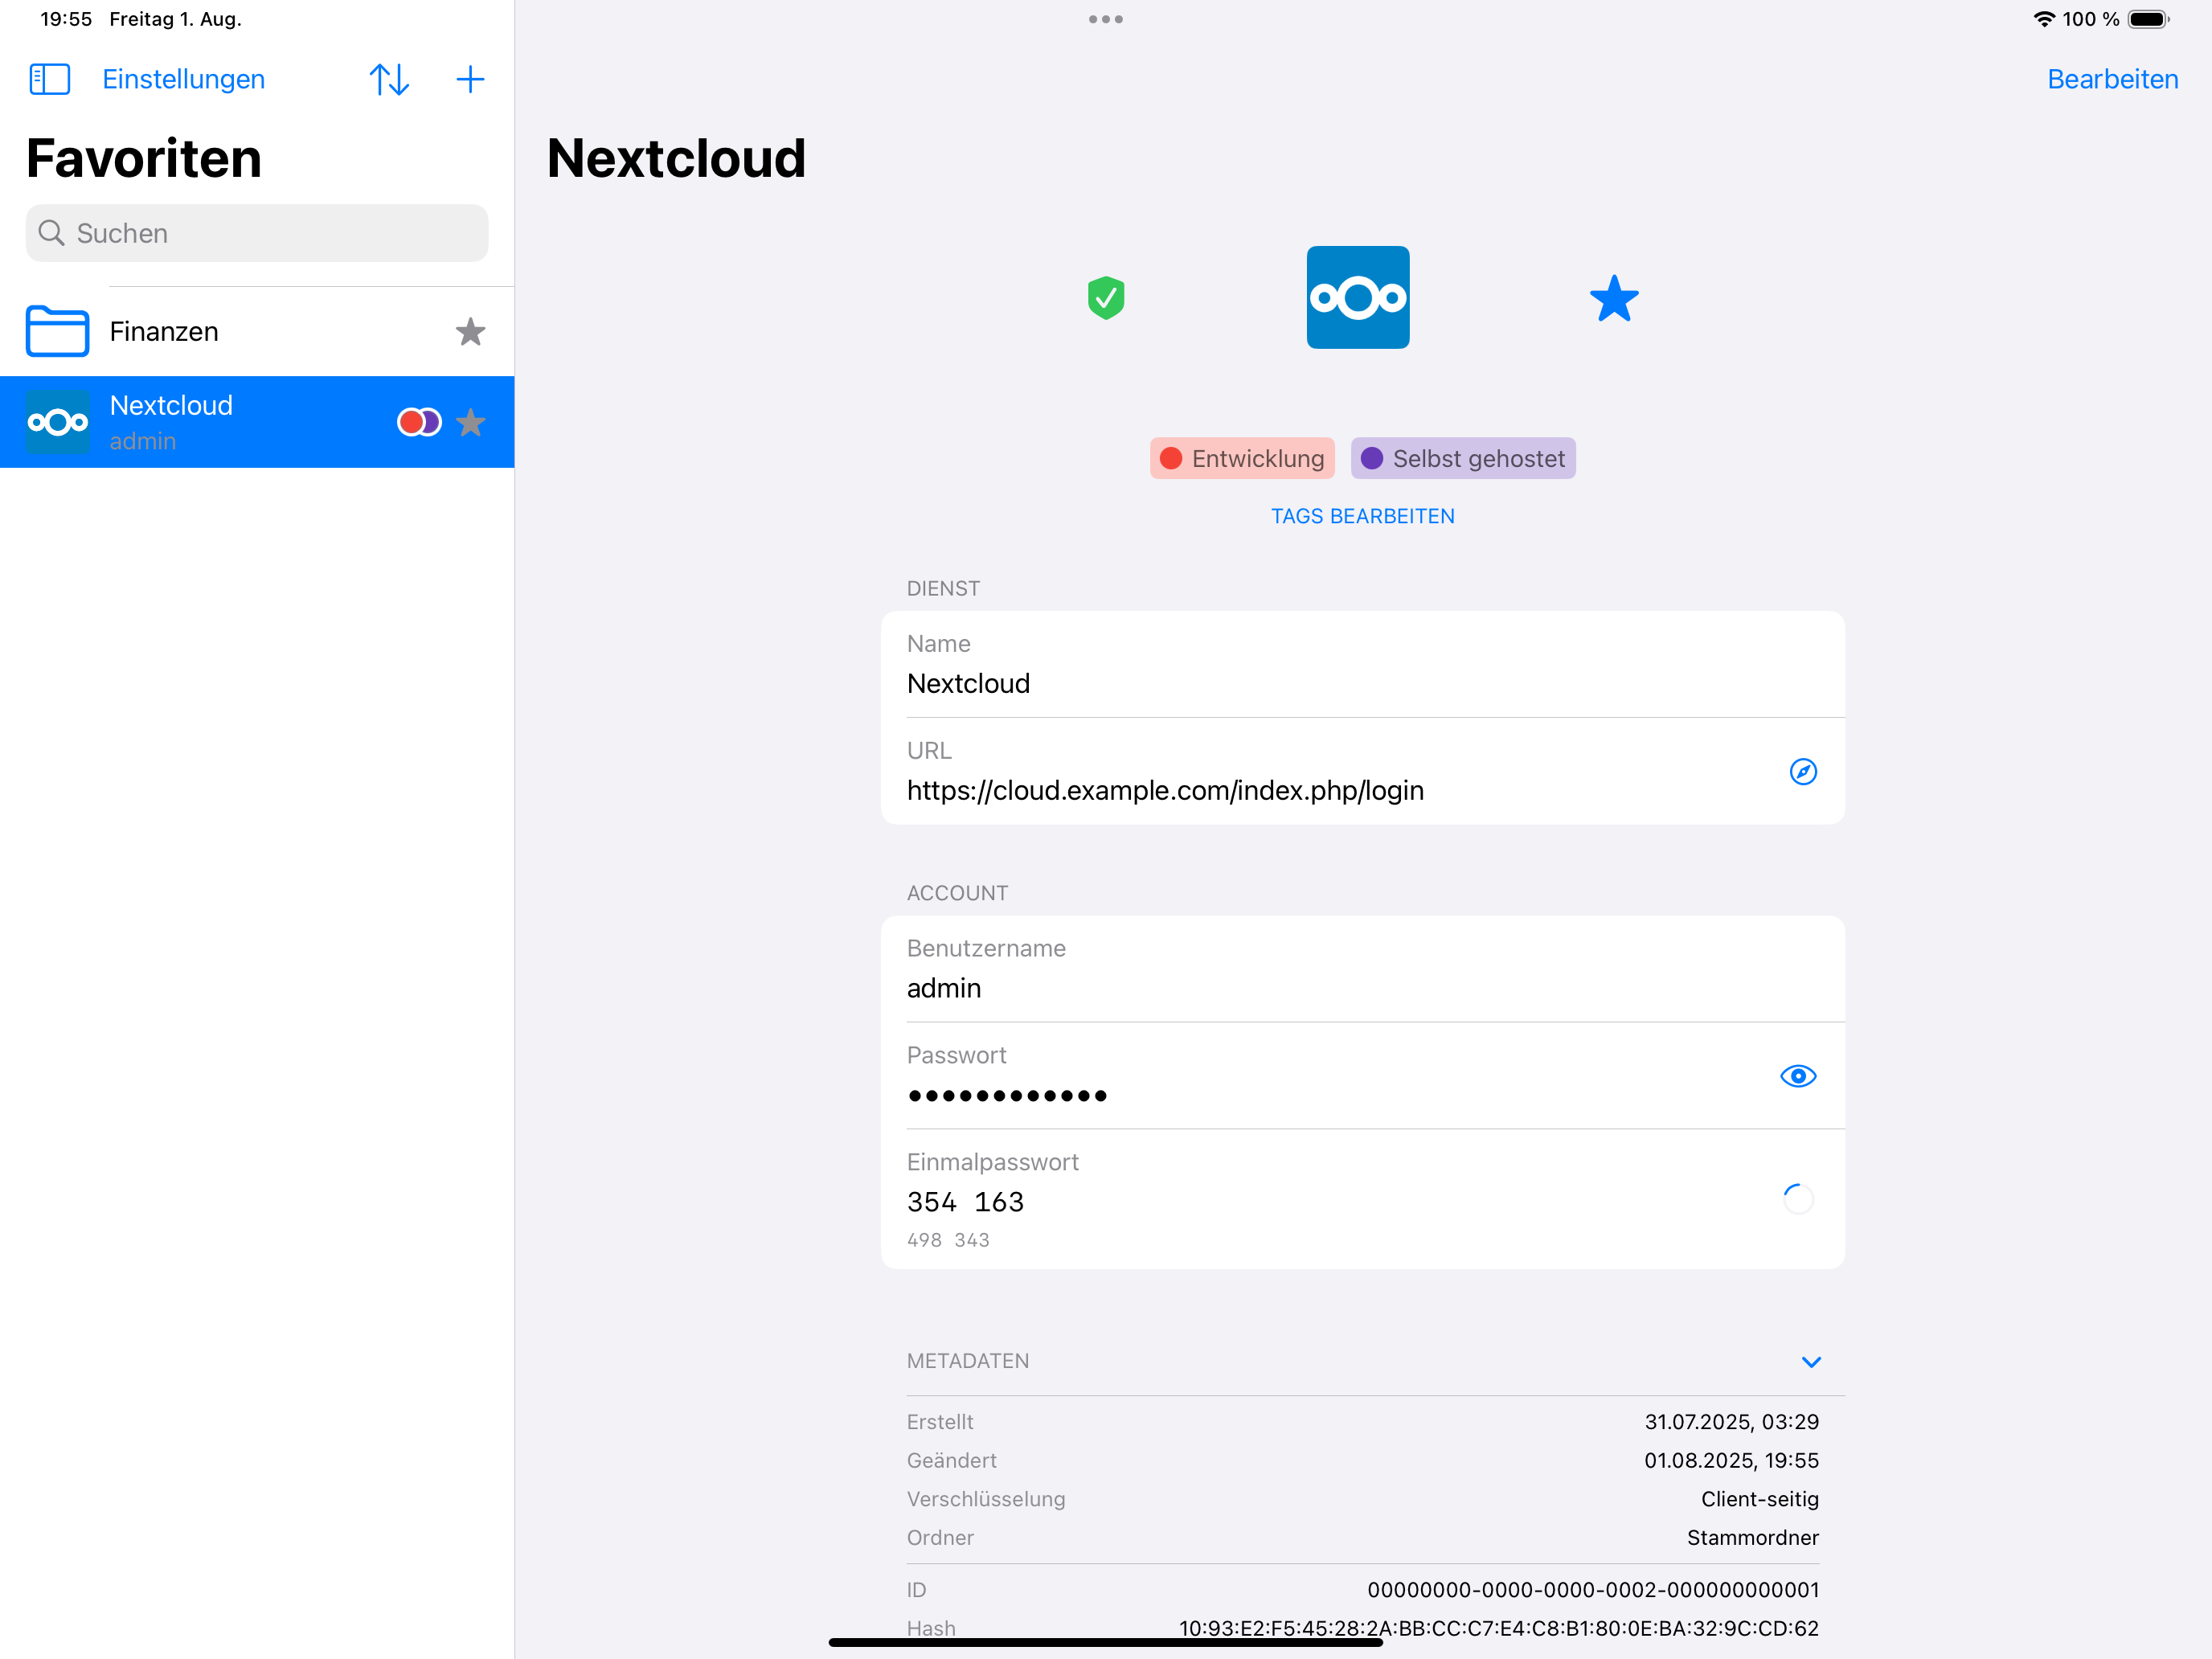 19:55 Freitag 1. Aug.
100 %
Einstellungen
Bearbeiten
Favoriten
Suchen
Finanzen
Nextcloud
admin
Nextcloud
Entwicklung
Selbst gehostet
TAGS BEARBEITEN
DIENST
Name
Nextcloud
URL
https://cloud.example.com/index.php/login
ACCOUNT
Benutzername
admin
Passwort
●●●●●●●●●●●●
Einmalpasswort
354 163
498 343
METADATEN
Erstellt 31.07.2025, 03:29
Geändert 01.08.2025, 19:55
Verschlüsselung Client-seitig
Ordner Stammordner
ID 00000000-0000-0000-0002-000000000001
Hash 10:93:E2:F5:45:28:2A:BB:CC:C7:E4:C8:B1:80:0E:BA:32:9C:CD:62